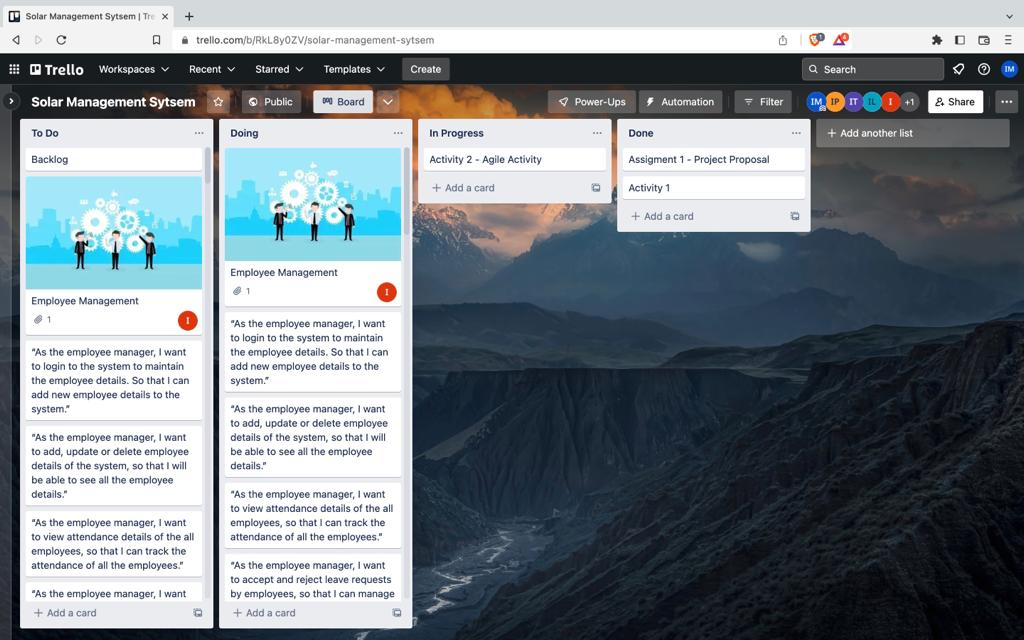 Solar Management Sytsem | Tre
trello.com/b/RkL8y0ZV/solar-management-sytsem
1
4
Trello
Workspaces
Recent
Starred
Templates
Create
Search
IM
Solar Management Sytsem
Public
Board
Power-Ups
Automation
Filter
IM
IP
IT
IL
I
+1
Share
To Do
Backlog
Employee Management
1
I
“As the employee manager, I want
to login to the system to maintain
the employee details. So that I can
add new employee details to the
system.”
“As the employee manager, I want
to add, update or delete employee
details of the system, so that I will
be able to see all the employee
details.”
“As the employee manager, I want
to view attendance details of the all
employees, so that I can track the
attendance of all the employees.”
“As the employee manager, I want
+ Add a card
Doing
Employee Management
1
I
“As the employee manager, I want
to login to the system to maintain
the employee details. So that I can
add new employee details to the
system.”
“As the employee manager, I want
to add, update or delete employee
details of the system, so that I will
be able to see all the employee
details.”
“As the employee manager, I want
to view attendance details of the all
employees, so that I can track the
attendance of all the employees.”
“As the employee manager, I want
to accept and reject leave requests
by employees, so that I can manage
+ Add a card
In Progress
Activity 2 - Agile Activity
+ Add a card
Done
Assigment 1 - Project Proposal
Activity 1
+ Add a card
+ Add another list